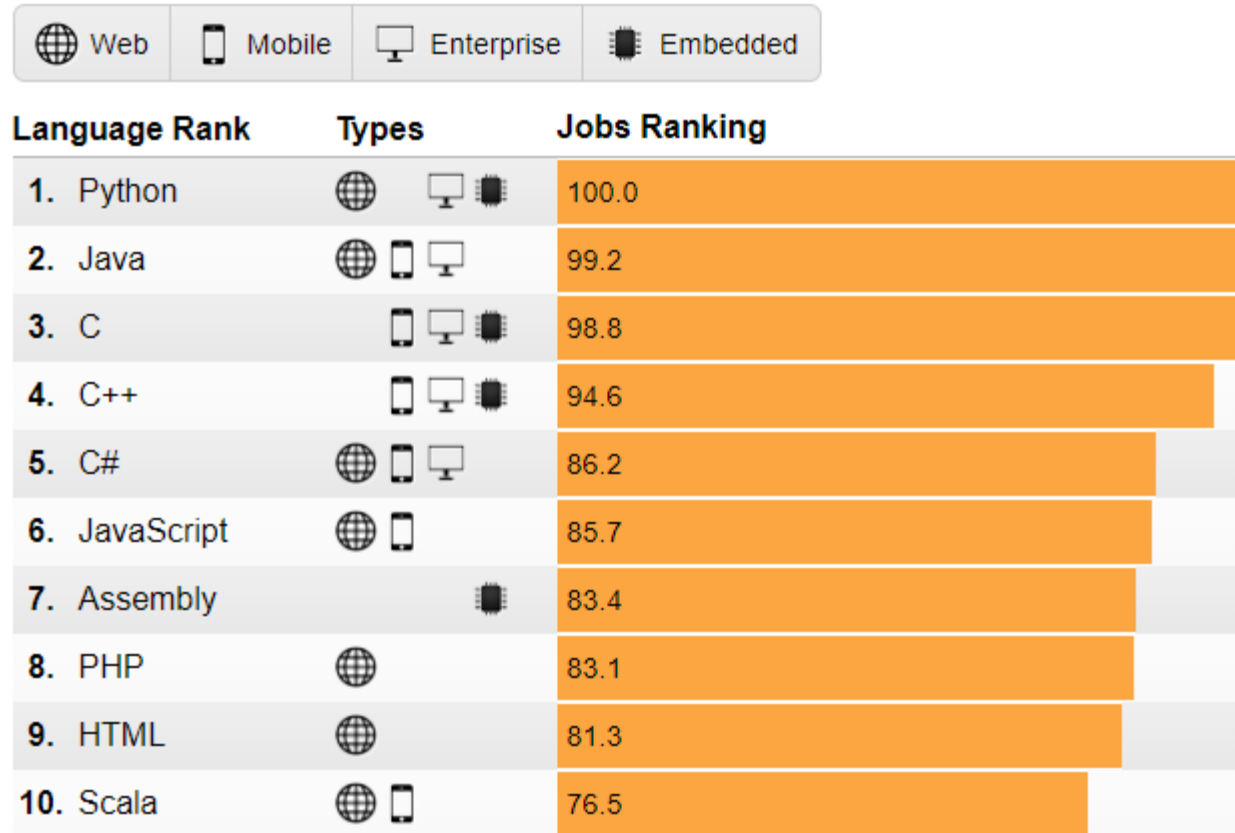 Web Mobile Enterprise Embedded
Language Rank Types Jobs Ranking
1. Python 100.0
2. Java 99.2
3. C 98.8
4. C++ 94.6
5. C# 86.2
6. JavaScript 85.7
7. Assembly 83.4
8. PHP 83.1
9. HTML 81.3
10. Scala 76.5